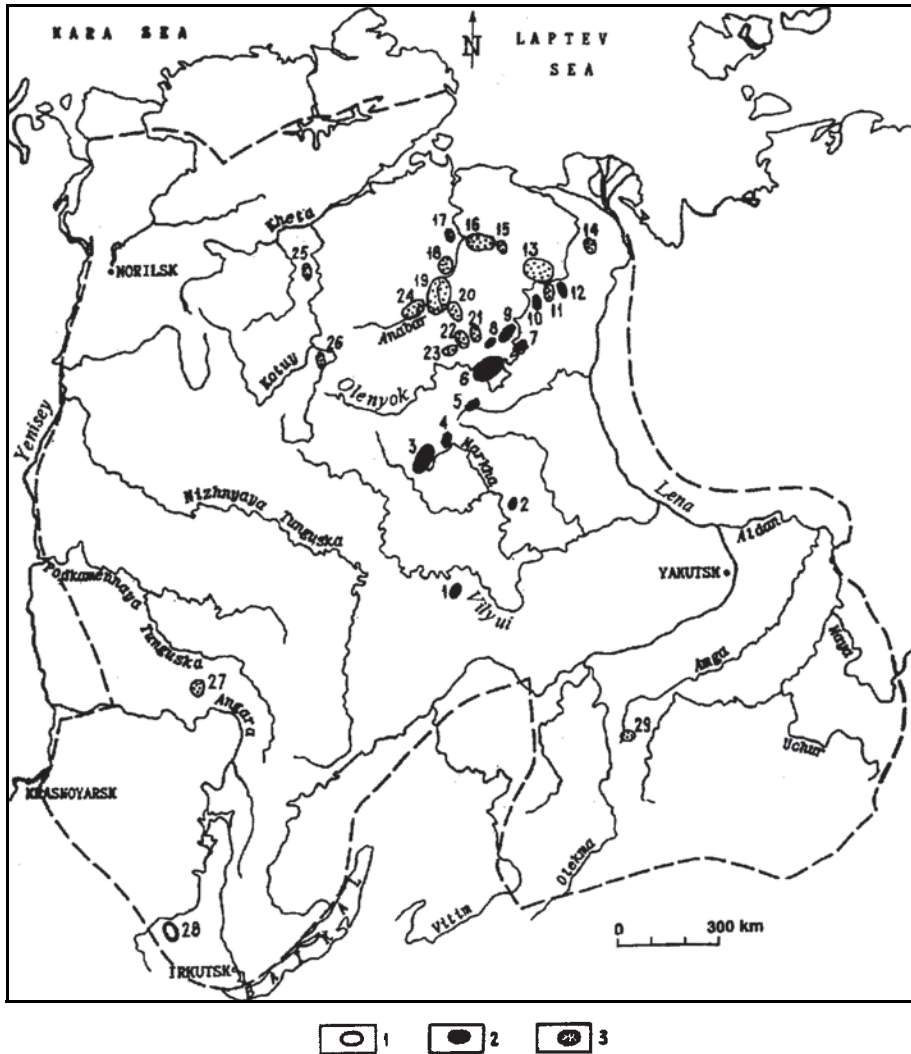 KARA SEA
N
LAPTEV
SEA
Kheta
17
16
15
14
13
25
NORILSK
18
19
20
24
Anabar
21
22
23
8
9
10
11
12
7
6
26
Kotuy
Olenyok
5
4
3
Markha
2
Yenisey
Nizhnyaya Tunguska
Lena
Aldan
YAKUTSK
1
Vilyui
Podkamennaya
Tunguska
27
Angara
Amga
Maya
29
Uchur
KRASNOYARSK
Olekma
Vitim
0 300 km
28
IRKUTSK
BAIKAL
1 2 3